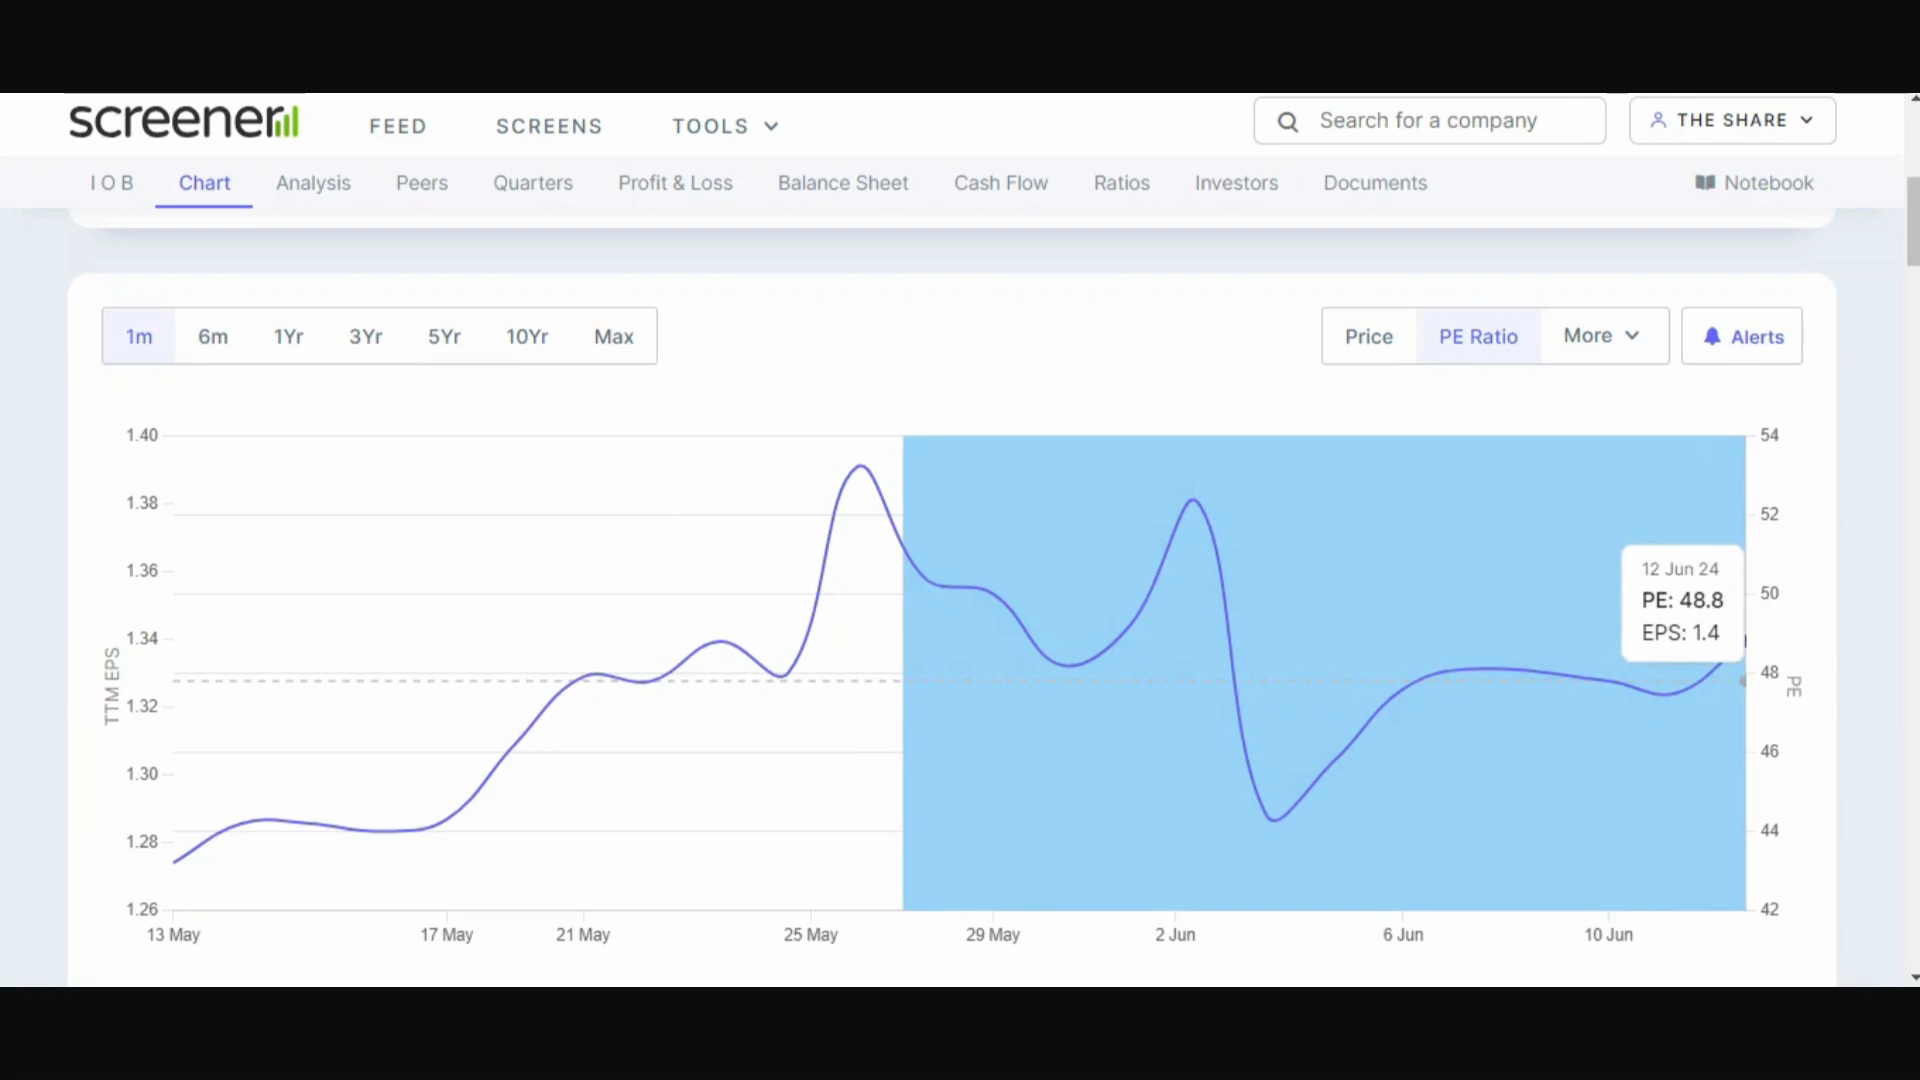 screener
FEED
SCREENS
TOOLS
Search for a company
THE SHARE
I O B
Chart
Analysis
Peers
Quarters
Profit & Loss
Balance Sheet
Cash Flow
Ratios
Investors
Documents
Notebook
1m
6m
1Yr
3Yr
5Yr
10Yr
Max
Price
PE Ratio
More
Alerts
1.40
1.38
1.36
1.34
1.32
1.30
1.28
1.26
TTM EPS
54
52
50
48
46
44
42
PE
12 Jun 24
PE: 48.8
EPS: 1.4
13 May
17 May
21 May
25 May
29 May
2 Jun
6 Jun
10 Jun